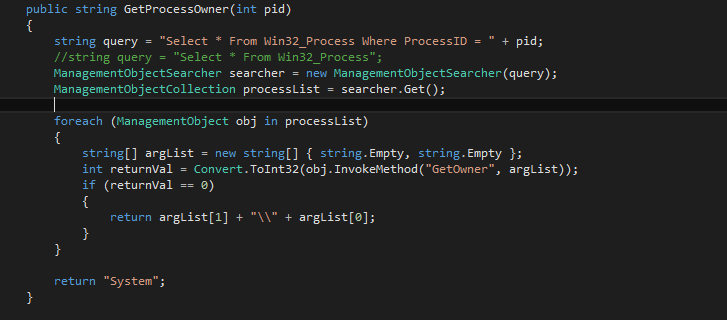 public string GetProcessOwner(int pid)
{
string query = "Select * From Win32_Process Where ProcessID = " + pid;
//string query = "Select * From Win32_Process";
ManagementObjectSearcher searcher = new ManagementObjectSearcher(query);
ManagementObjectCollection processList = searcher.Get();
foreach (ManagementObject obj in processList)
{
string[] argList = new string[] { string.Empty, string.Empty };
int returnVal = Convert.ToInt32(obj.InvokeMethod("GetOwner", argList));
if (returnVal == 0)
{
return argList[1] + "\\" + argList[0];
}
}
return "System";
}